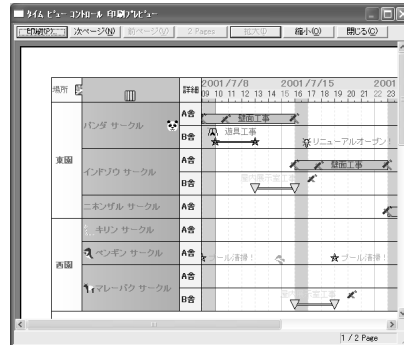 タイム ビュー コントロール 印刷プレビュー
印刷(P)... 次ページ(N) 前ページ(V) 2 Pages 拡大(I) 縮小(O) 閉じる(C)
場所 詳細 2001/7/8 2001/7/15 2001
09 10 11 12 13 14 15 16 17 18 19 20 21 22 23
東園
パンダ サークル
A舎 壁面工事
B舎 遊具工事 リニューアルオープン!
インドゾウ サークル
A舎 壁面工事
B舎 屋内展示室工事
ニホンザル サークル A舎
西園
キリン サークル A舎
ペンギン サークル A舎 プール清掃! プール清掃!
マレーバク サークル
A舎
B舎
1 / 2 Page